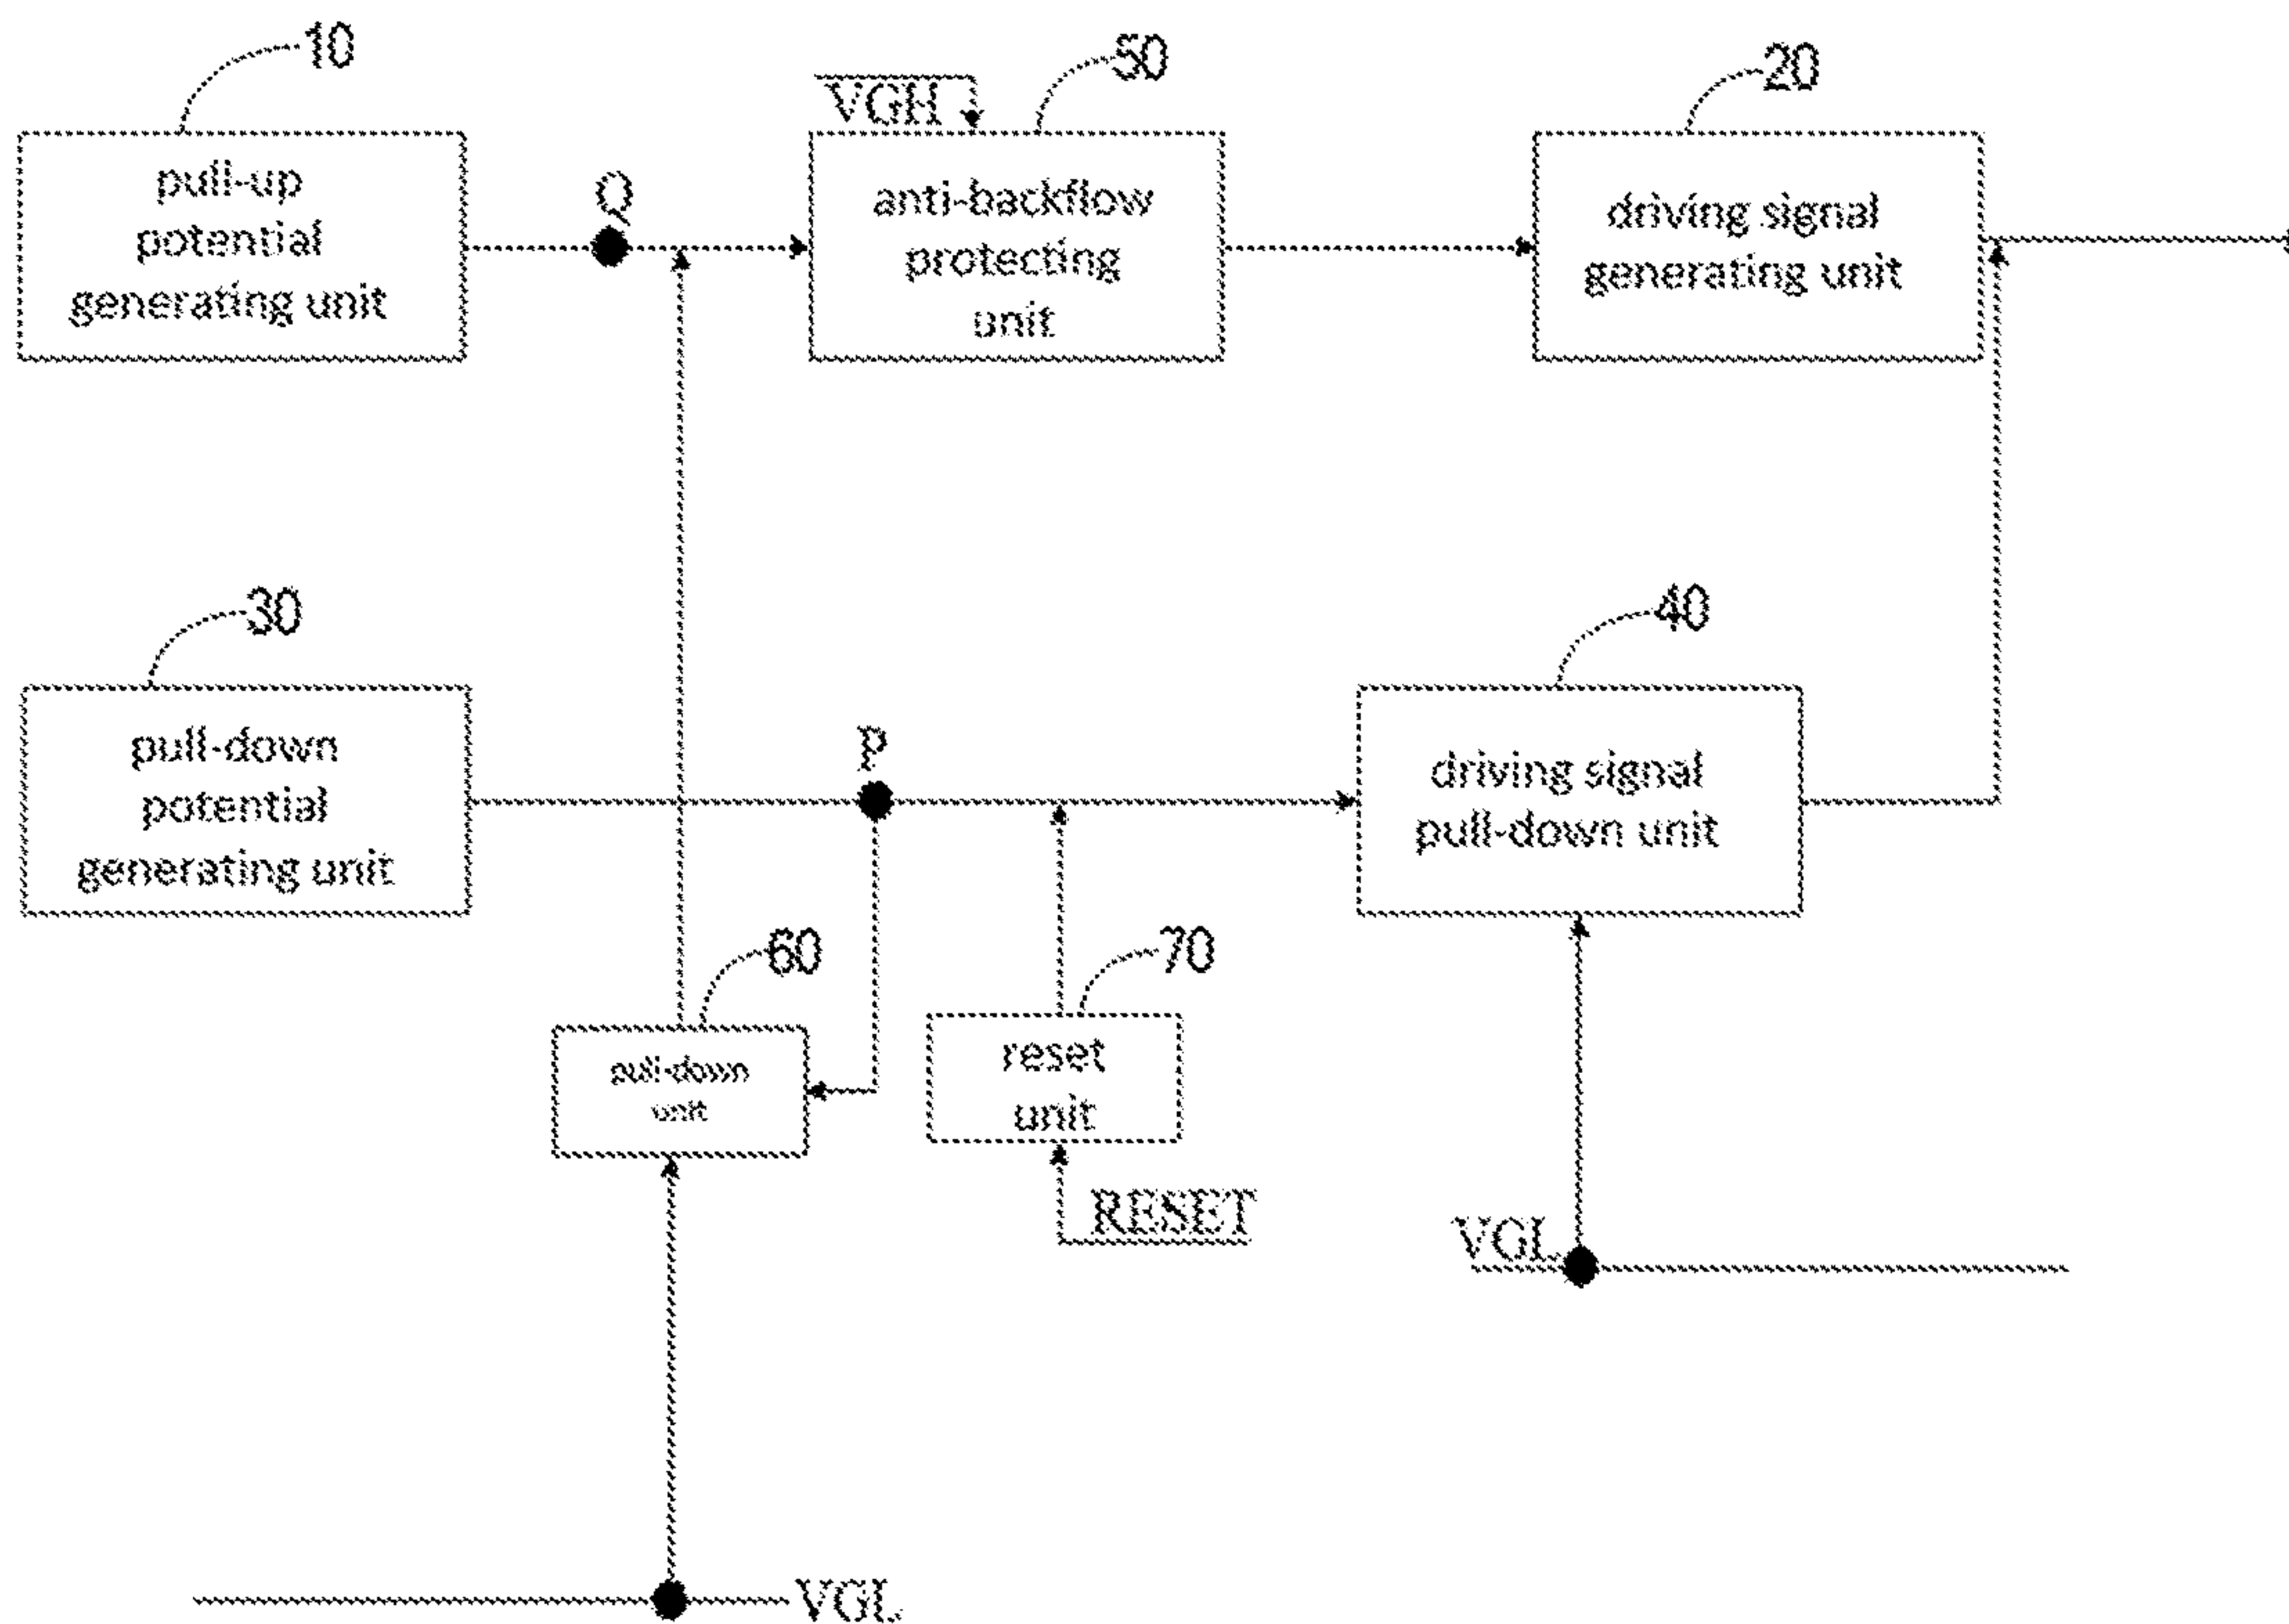 10
50
20
VGH
pull-up
potential
generating unit
Q
anti-backflow
protecting
unit
driving signal
generating unit
30
40
pull-down
potential
generating unit
P
driving signal
pull-down unit
60
70
pull-down
unit
reset
unit
RESET
VGL
VGL